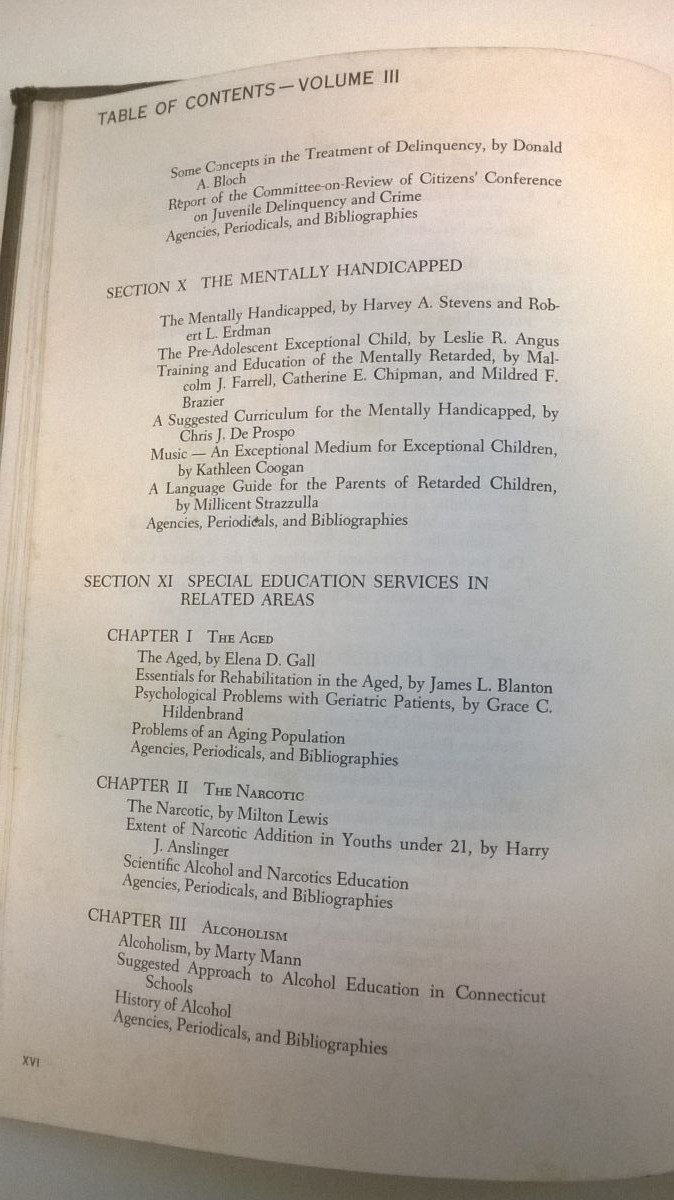 TABLE OF CONTENTS — VOLUME III
Some Concepts in the Treatment of Delinquency, by Donald
A. Bloch
Report of the Committee-on-Review of Citizens' Conference
on Juvenile Delinquency and Crime
Agencies, Periodicals, and Bibliographies
SECTION X THE MENTALLY HANDICAPPED
The Mentally Handicapped, by Harvey A. Stevens and Rob-
ert L. Erdman
The Pre-Adolescent Exceptional Child, by Leslie R. Angus
Training and Education of the Mentally Retarded, by Mal-
colm J. Farrell, Catherine E. Chipman, and Mildred F.
Brazier
A Suggested Curriculum for the Mentally Handicapped, by
Chris J. De Prospo
Music — An Exceptional Medium for Exceptional Children,
by Kathleen Coogan
A Language Guide for the Parents of Retarded Children,
by Millicent Strazzulla
Agencies, Periodicals, and Bibliographies
SECTION XI SPECIAL EDUCATION SERVICES IN
RELATED AREAS
CHAPTER I THE AGED
The Aged, by Elena D. Gall
Essentials for Rehabilitation in the Aged, by James L. Blanton
Psychological Problems with Geriatric Patients, by Grace C.
Hildenbrand
Problems of an Aging Population
Agencies, Periodicals, and Bibliographies
CHAPTER II THE NARCOTIC
The Narcotic, by Milton Lewis
Extent of Narcotic Addition in Youths under 21, by Harry
J. Anslinger
Scientific Alcohol and Narcotics Education
Agencies, Periodicals, and Bibliographies
CHAPTER III ALCOHOLISM
Alcoholism, by Marty Mann
Suggested Approach to Alcohol Education in Connecticut
Schools
History of Alcohol
Agencies, Periodicals, and Bibliographies
XVI